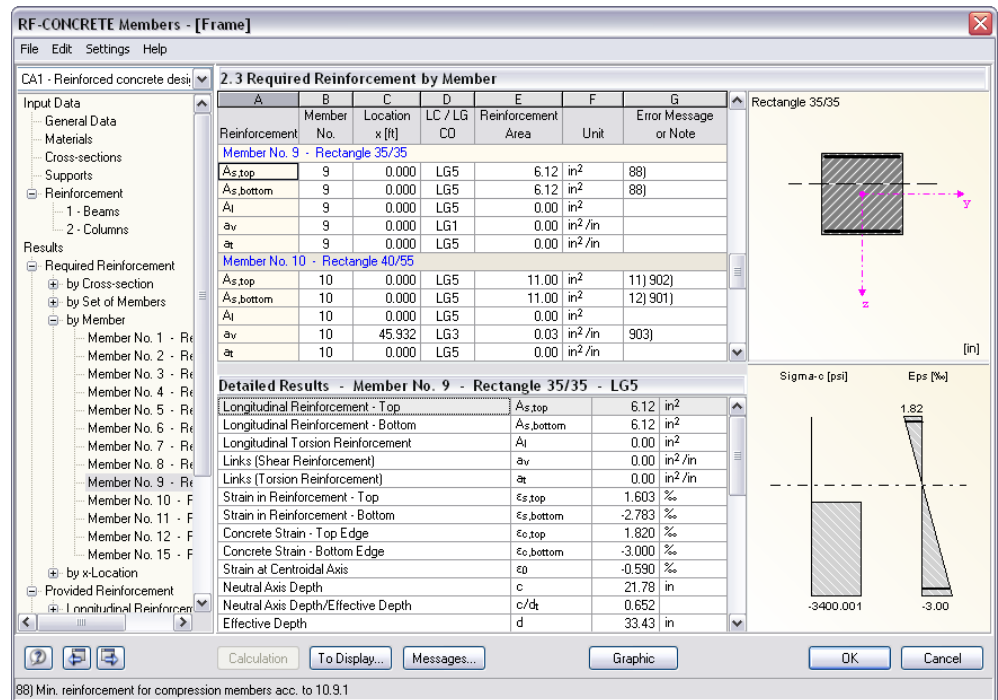 RF-CONCRETE Members - [Frame]
File Edit Settings Help
CA1 - Reinforced concrete desi
Input Data
General Data
Materials
Cross-sections
Supports
Reinforcement
1 - Beams
2 - Columns
Results
Required Reinforcement
by Cross-section
by Set of Members
by Member
Member No. 1 - Re
Member No. 2 - Re
Member No. 3 - Re
Member No. 4 - Re
Member No. 5 - Re
Member No. 6 - Re
Member No. 7 - Re
Member No. 8 - Re
Member No. 9 - Re
Member No. 10 - F
Member No. 11 - F
Member No. 12 - F
Member No. 15 - F
by x-Location
Provided Reinforcement
Longitudinal Reinforcem
2.3 Required Reinforcement by Member
A B C D E F G
Member Location LC / LG Reinforcement Error Message
Reinforcement No. x [ft] CO Area Unit or Note
Member No. 9 - Rectangle 35/35
As,top 9 0.000 LG5 6.12 in² 88)
As,bottom 9 0.000 LG5 6.12 in² 88)
Al 9 0.000 LG5 0.00 in²
av 9 0.000 LG1 0.00 in²/in
at 9 0.000 LG5 0.00 in²/in
Member No. 10 - Rectangle 40/55
As,top 10 0.000 LG5 11.00 in² 11) 902)
As,bottom 10 0.000 LG5 11.00 in² 12) 901)
Al 10 0.000 LG5 0.00 in²
av 10 45.932 LG3 0.03 in²/in 903)
at 10 0.000 LG5 0.00 in²/in
Detailed Results - Member No. 9 - Rectangle 35/35 - LG5
Longitudinal Reinforcement - Top As,top 6.12 in²
Longitudinal Reinforcement - Bottom As,bottom 6.12 in²
Longitudinal Torsion Reinforcement Al 0.00 in²
Links (Shear Reinforcement) av 0.00 in²/in
Links (Torsion Reinforcement) at 0.00 in²/in
Strain in Reinforcement - Top εs,top 1.603 ‰
Strain in Reinforcement - Bottom εs,bottom -2.783 ‰
Concrete Strain - Top Edge εc,top 1.820 ‰
Concrete Strain - Bottom Edge εc,bottom -3.000 ‰
Strain at Centroidal Axis ε0 -0.590 ‰
Neutral Axis Depth c 21.78 in
Neutral Axis Depth/Effective Depth c/dt 0.652
Effective Depth d 33.43 in
Rectangle 35/35
y
z
[in]
Sigma-c [psi] Eps [‰]
1.82
-3400.001 -3.00
Calculation To Display... Messages... Graphic OK Cancel
88) Min. reinforcement for compression members acc. to 10.9.1